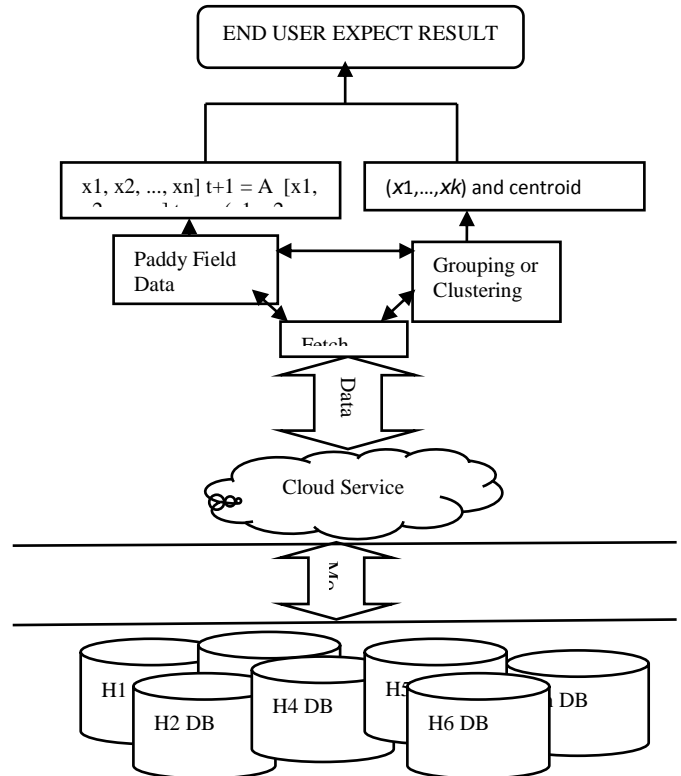 END USER EXPECT RESULT
x1, x2, ..., xn] t+1 = A [x1,
(x1,...,xk) and centroid
Paddy Field
Data
Grouping or
Clustering
Fetch
Data
Cloud Service
H1
H2 DB
H4 DB
H6 DB
DB